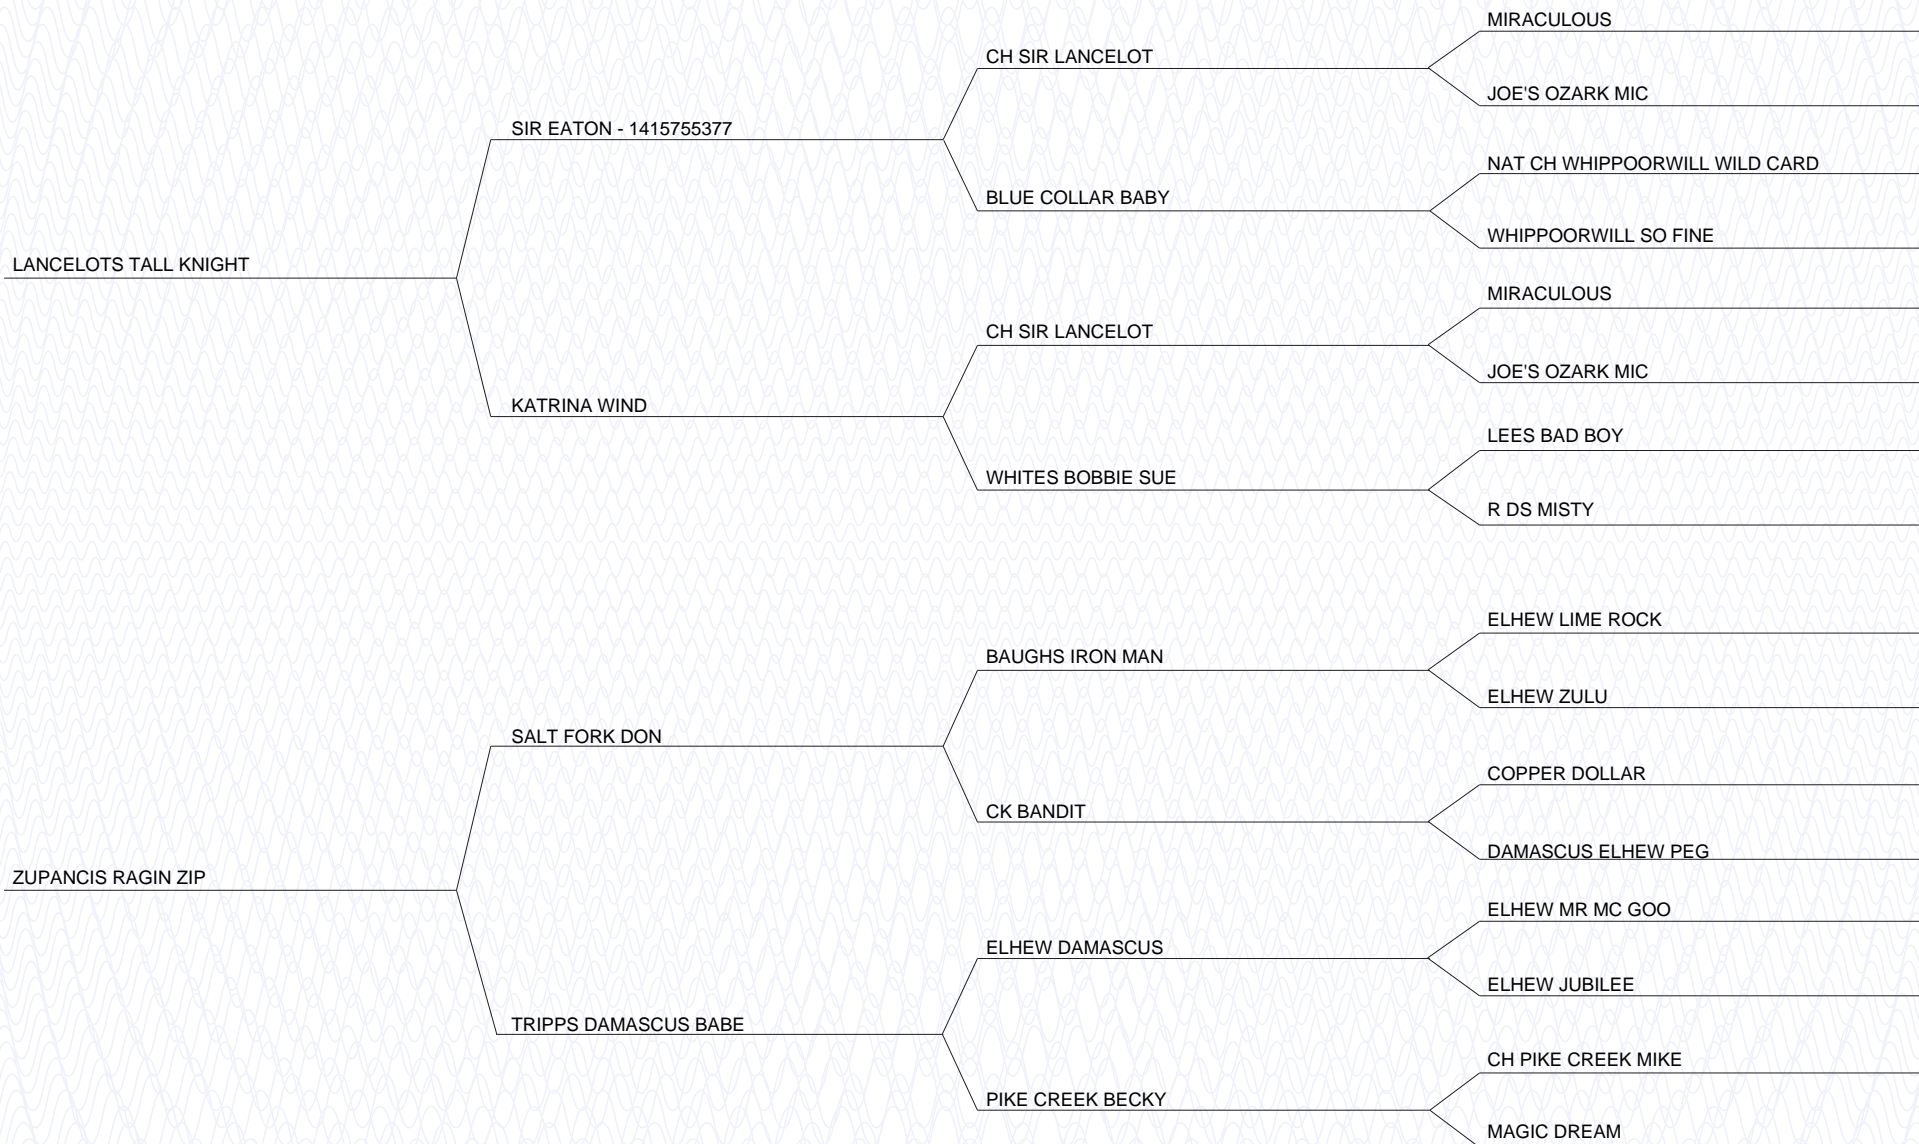 MIRACULOUS
CH SIR LANCELOT
JOE'S OZARK MIC
SIR EATON - 1415755377
NAT CH WHIPPOORWILL WILD CARD
BLUE COLLAR BABY
WHIPPOORWILL SO FINE
LANCELOTS TALL KNIGHT
MIRACULOUS
CH SIR LANCELOT
JOE'S OZARK MIC
KATRINA WIND
LEES BAD BOY
WHITES BOBBIE SUE
R DS MISTY
ELHEW LIME ROCK
BAUGHS IRON MAN
ELHEW ZULU
SALT FORK DON
COPPER DOLLAR
CK BANDIT
DAMASCUS ELHEW PEG
ZUPANCIS RAGIN ZIP
ELHEW MR MC GOO
ELHEW DAMASCUS
ELHEW JUBILEE
TRIPPS DAMASCUS BABE
CH PIKE CREEK MIKE
PIKE CREEK BECKY
MAGIC DREAM